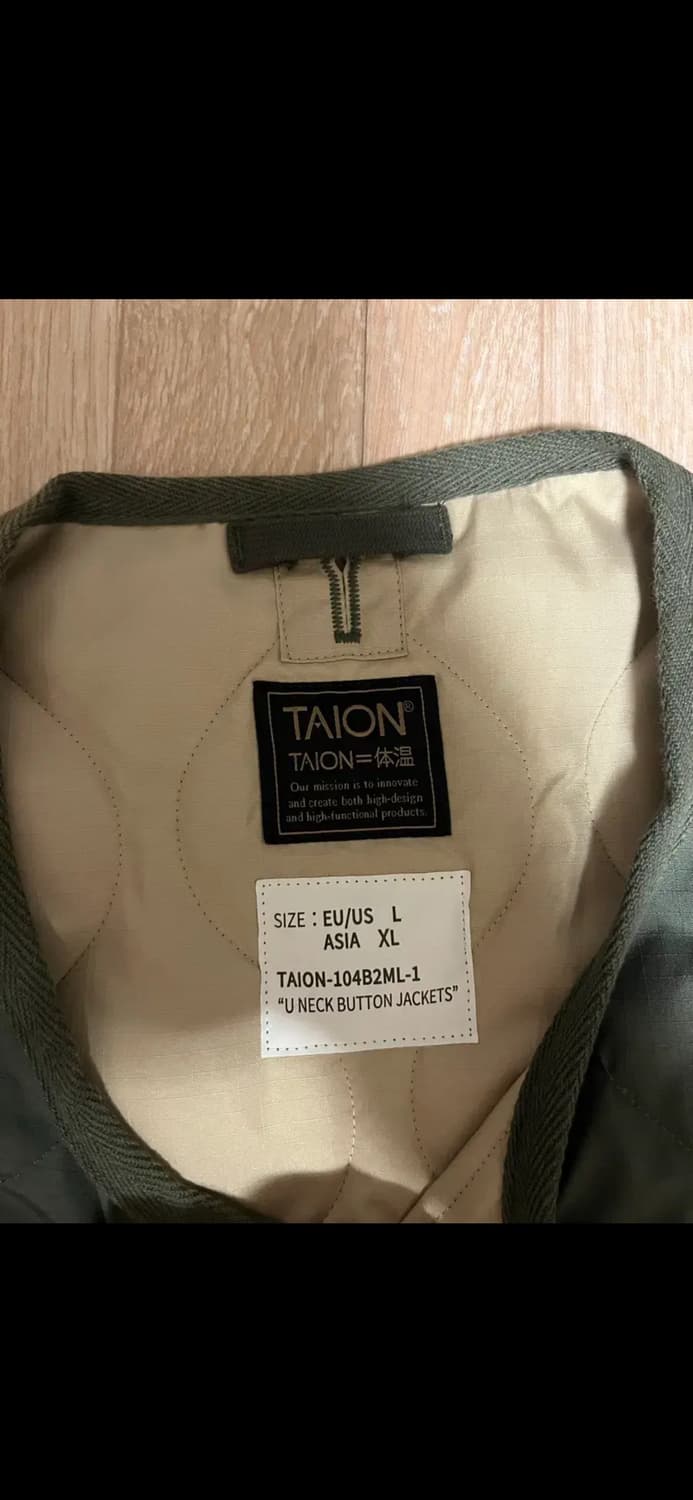 TAION®
TAION=体温
Our mission is to innovate
and create both high-design
and high-functional products.
SIZE : EU/US L
ASIA XL
TAION-104B2ML-1
“U NECK BUTTON JACKETS”